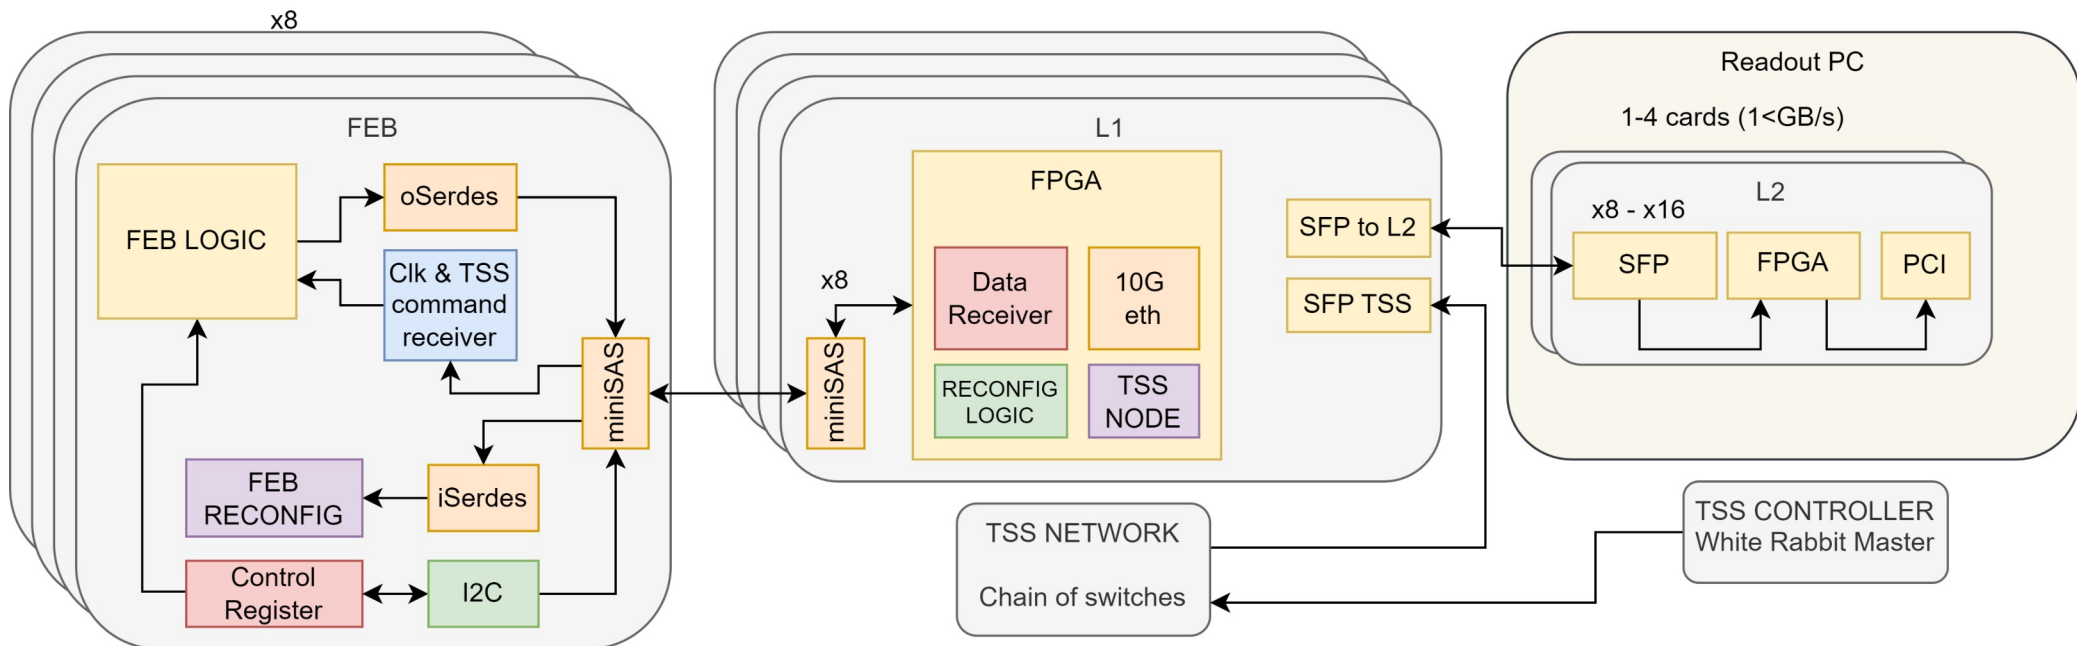 x8
FEB
FEB LOGIC
oSerdes
Clk & TSS
command
receiver
miniSAS
FEB
RECONFIG
iSerdes
Control
Register
I2C
L1
x8
miniSAS
FPGA
Data
Receiver
10G
eth
RECONFIG
LOGIC
TSS
NODE
SFP to L2
SFP TSS
Readout PC
1-4 cards (1<GB/s)
L2
x8 - x16
SFP
FPGA
PCI
TSS NETWORK
Chain of switches
TSS CONTROLLER
White Rabbit Master